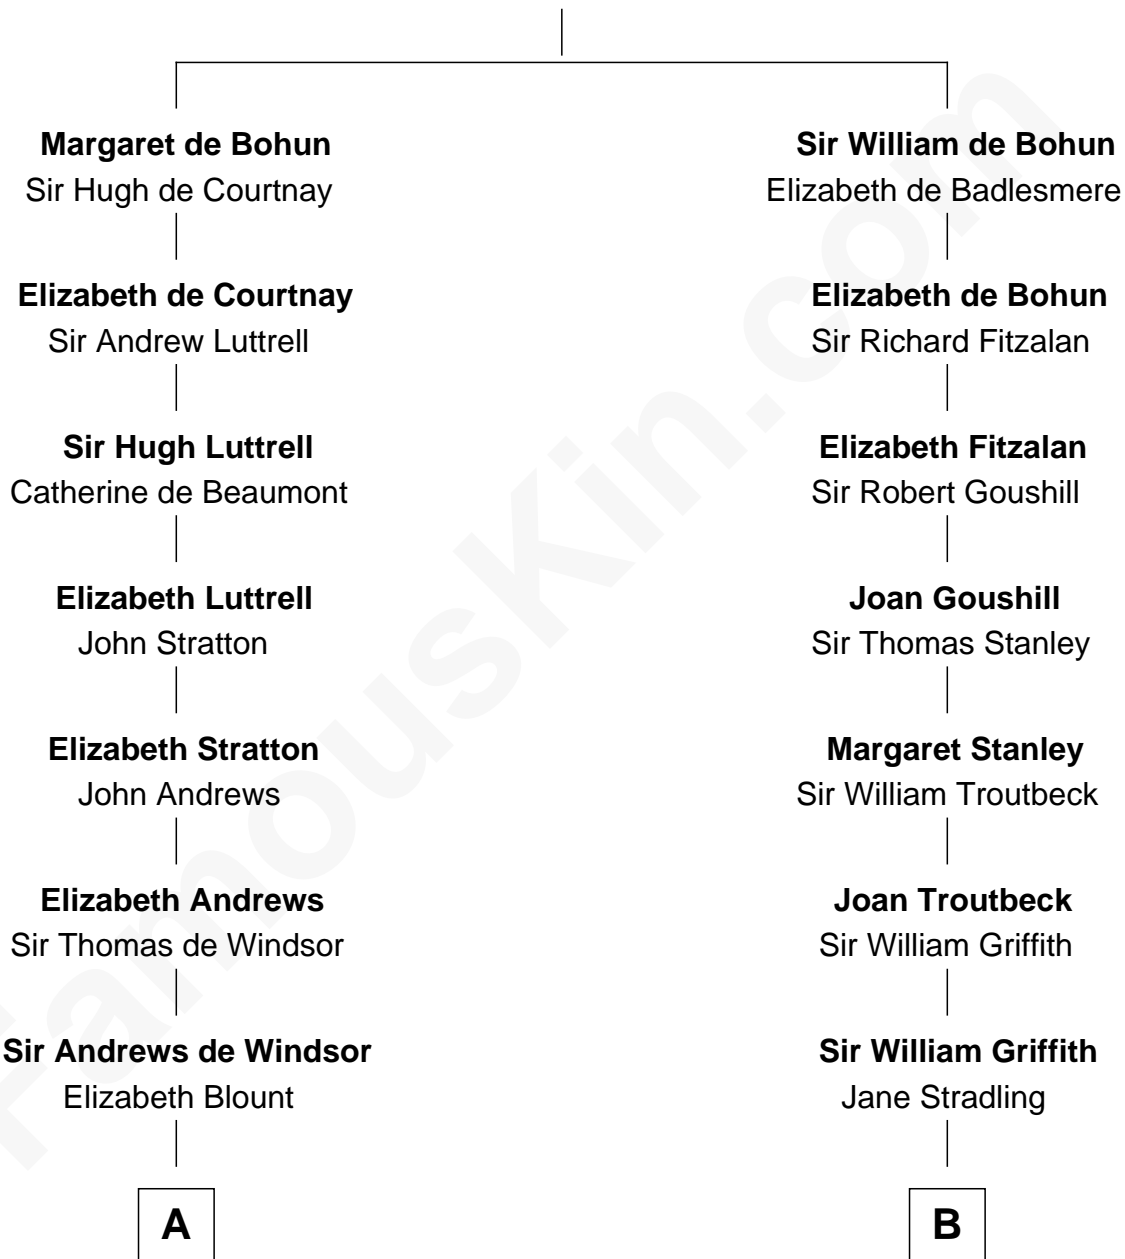 Margaret de Bohun
Sir Hugh de Courtnay
Elizabeth de Courtnay
Sir Andrew Luttrell
Sir Hugh Luttrell
Catherine de Beaumont
Elizabeth Luttrell
John Stratton
Elizabeth Stratton
John Andrews
Elizabeth Andrews
Sir Thomas de Windsor
Sir Andrews de Windsor
Elizabeth Blount
A
Sir William de Bohun
Elizabeth de Badlesmere
Elizabeth de Bohun
Sir Richard Fitzalan
Elizabeth Fitzalan
Sir Robert Goushill
Joan Goushill
Sir Thomas Stanley
Margaret Stanley
Sir William Troutbeck
Joan Troutbeck
Sir William Griffith
Sir William Griffith
Jane Stradling
B
FamousKin.com